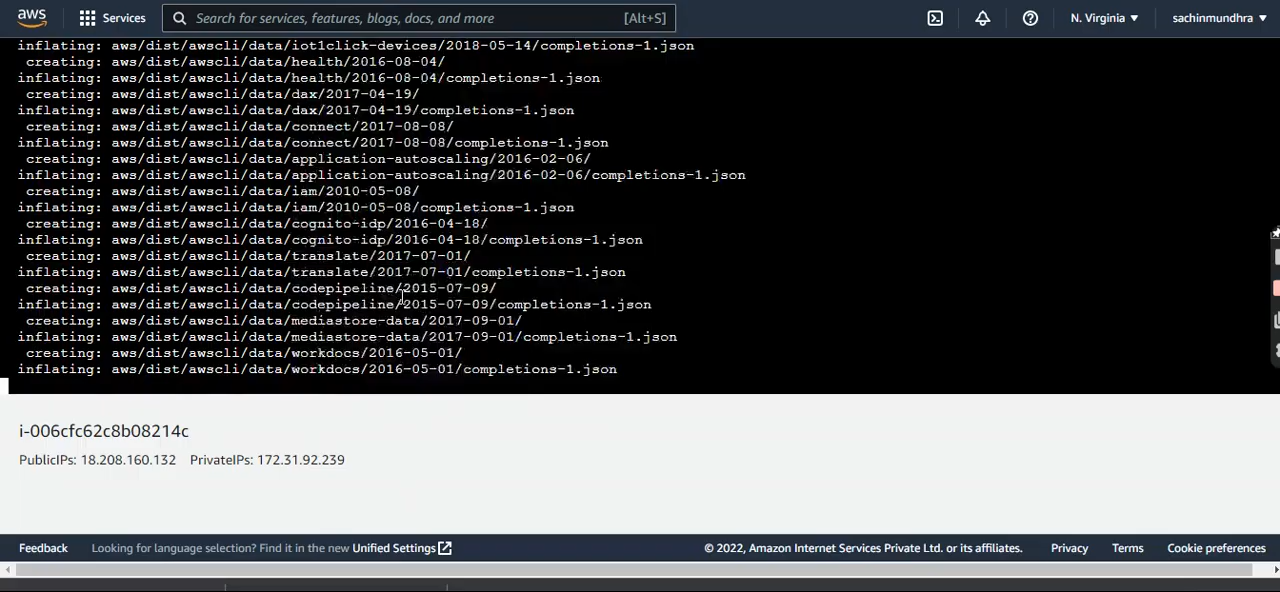 aws Services Search for services, features, blogs, docs, and more [Alt+S] N. Virginia sachinmundhra
inflating: aws/dist/awscli/data/iot1click-devices/2018-05-14/completions-1.json
creating: aws/dist/awscli/data/health/2016-08-04/
inflating: aws/dist/awscli/data/health/2016-08-04/completions-1.json
creating: aws/dist/awscli/data/dax/2017-04-19/
inflating: aws/dist/awscli/data/dax/2017-04-19/completions-1.json
creating: aws/dist/awscli/data/connect/2017-08-08/
inflating: aws/dist/awscli/data/connect/2017-08-08/completions-1.json
creating: aws/dist/awscli/data/application-autoscaling/2016-02-06/
inflating: aws/dist/awscli/data/application-autoscaling/2016-02-06/completions-1.json
creating: aws/dist/awscli/data/iam/2010-05-08/
inflating: aws/dist/awscli/data/iam/2010-05-08/completions-1.json
creating: aws/dist/awscli/data/cognito-idp/2016-04-18/
inflating: aws/dist/awscli/data/cognito-idp/2016-04-18/completions-1.json
creating: aws/dist/awscli/data/translate/2017-07-01/
inflating: aws/dist/awscli/data/translate/2017-07-01/completions-1.json
creating: aws/dist/awscli/data/codepipeline/2015-07-09/
inflating: aws/dist/awscli/data/codepipeline/2015-07-09/completions-1.json
creating: aws/dist/awscli/data/mediastore-data/2017-09-01/
inflating: aws/dist/awscli/data/mediastore-data/2017-09-01/completions-1.json
creating: aws/dist/awscli/data/workdocs/2016-05-01/
inflating: aws/dist/awscli/data/workdocs/2016-05-01/completions-1.json
i-006cfc62c8b08214c
PublicIPs: 18.208.160.132 PrivateIPs: 172.31.92.239
Feedback Looking for language selection? Find it in the new Unified Settings © 2022, Amazon Internet Services Private Ltd. or its affiliates. Privacy Terms Cookie preferences